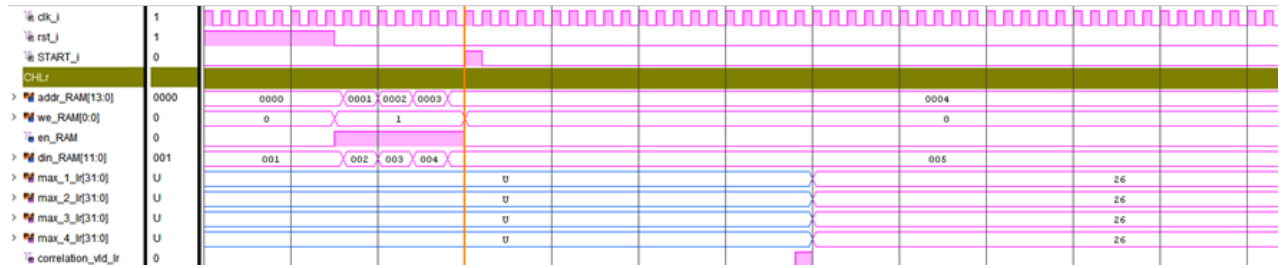 clk_i 1
rst_i 1
START_i 0
CHLr
addr_RAM[13:0] 0000 0000 0001 0002 0003 0004
we_RAM[0:0] 0 0 1 0
en_RAM 0
din_RAM[11:0] 001 001 002 003 004 005
max_1_lr[31:0] U U 26
max_2_lr[31:0] U U 26
max_3_lr[31:0] U U 26
max_4_lr[31:0] U U 26
correlation_vld_lr 0